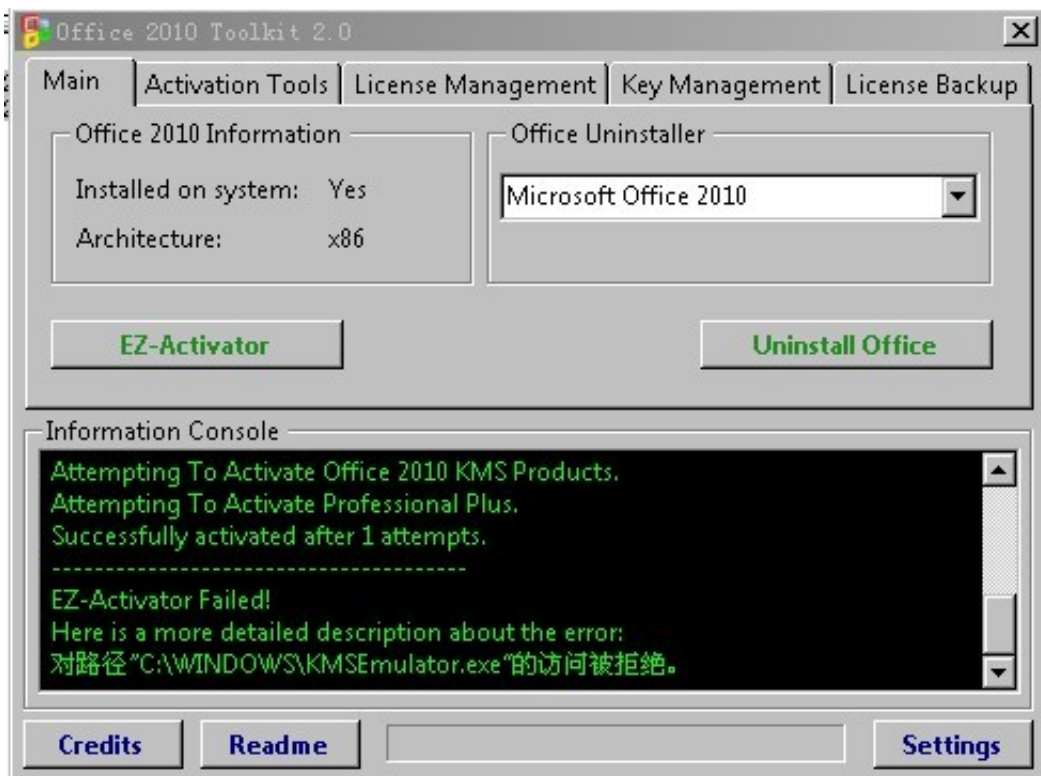 Office 2010 Toolkit 2.0
Main
Activation Tools
License Management
Key Management
License Backup
Office 2010 Information
Installed on system: Yes
Architecture: x86
Office Uninstaller
Microsoft Office 2010
EZ-Activator
Uninstall Office
Information Console
Attempting To Activate Office 2010 KMS Products.
Attempting To Activate Professional Plus.
Successfully activated after 1 attempts.
---------------------------------------
EZ-Activator Failed!
Here is a more detailed description about the error:
对路径“C:\WINDOWS\KMSEmulator.exe”的访问被拒绝。
Credits
Readme
Settings